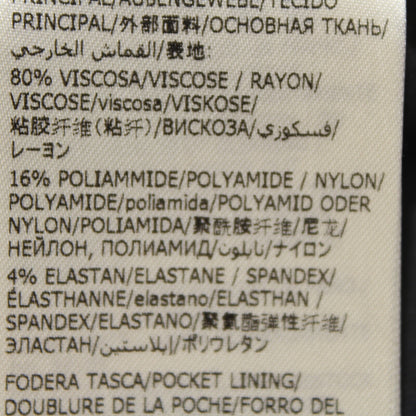 PRINCIPAL/AUßENGEWEBE/TECIDO
PRINCIPAL/外部面料/ОСНОВНАЯ ТКАНЬ/
القماش الخارجي/表地:
80% VISCOSA/VISCOSE / RAYON/
VISCOSE/viscosa/VISKOSE/
粘胶纤维(粘纤)/ВИСКОЗА/فسكوزي/
レーヨン
16% POLIAMMIDE/POLYAMIDE / NYLON/
POLYAMIDE/poliamida/POLYAMID ODER
NYLON/POLIAMIDA/聚酰胺纤维/尼龙/
НЕЙЛОН, ПОЛИАМИД/نايلون/ナイロン
4% ELASTAN/ELASTANE / SPANDEX/
ÉLASTHANNE/elastano/ELASTHAN /
SPANDEX/ELASTANO/聚氨酯弹性纤维/
ЭЛАСТАН/إيلاستين/ポリウレタン
FODERA TASCA/POCKET LINING/
DOUBLURE DE LA POCHE/FORRO DEL